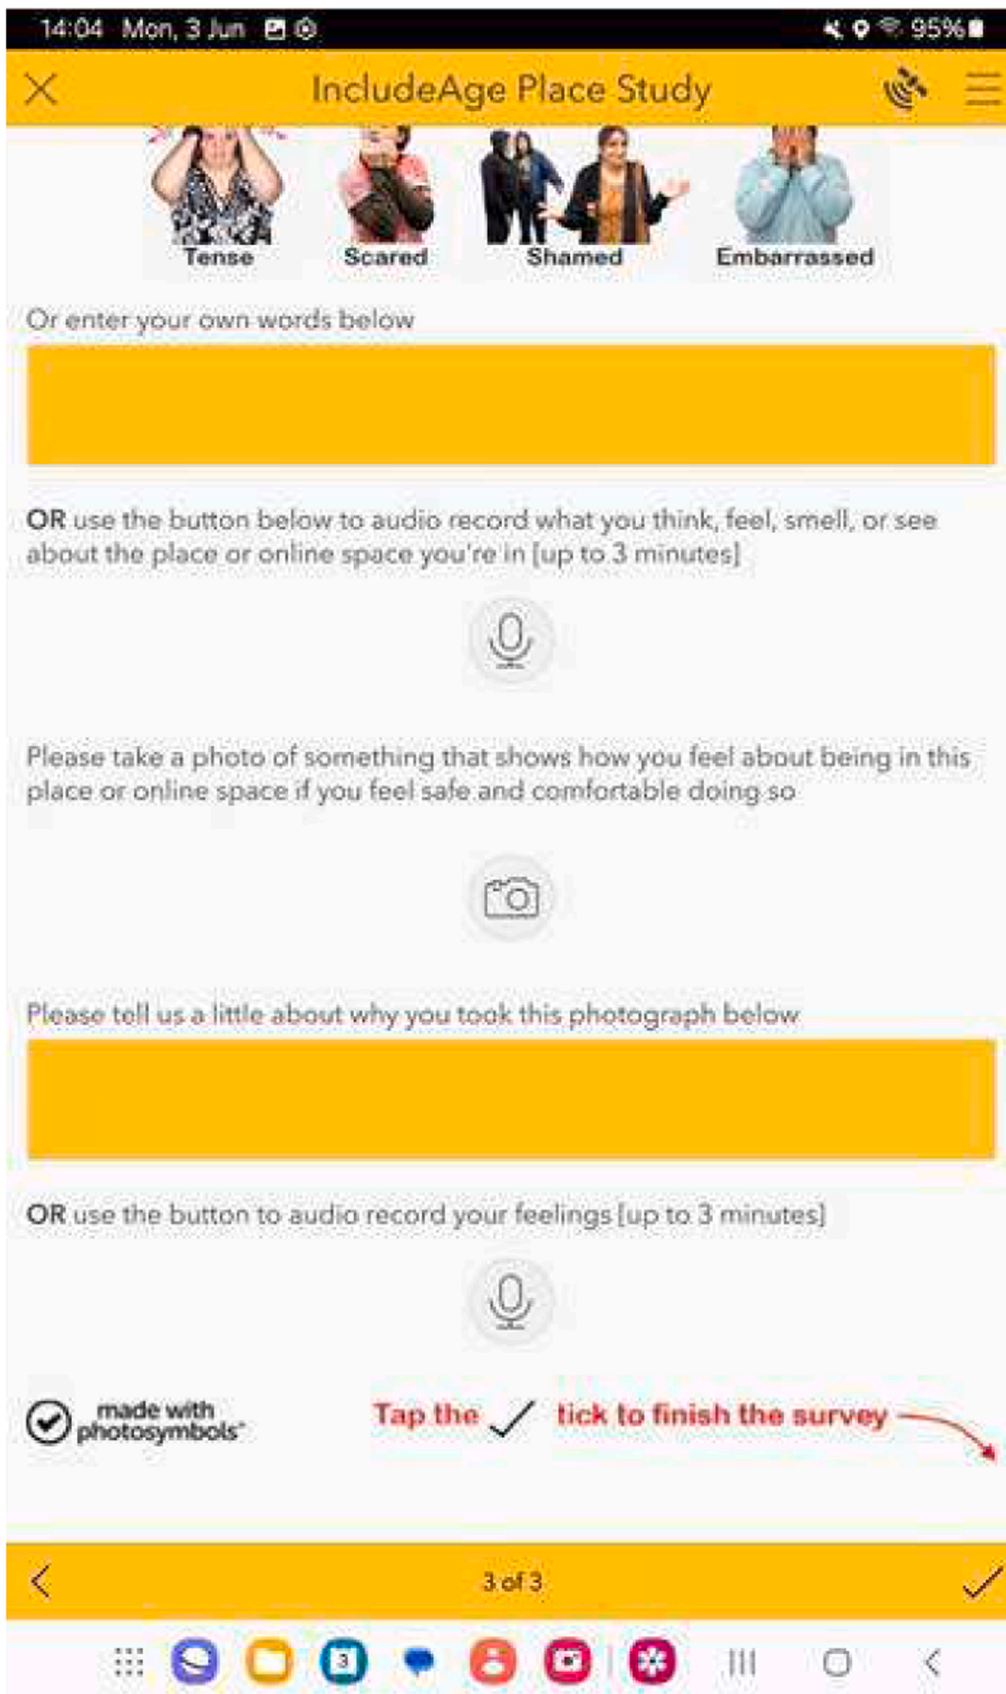 14:04 Mon, 3 Jun 95%
IncludeAge Place Study
Tense Scared Shamed Embarrassed
Or enter your own words below
OR use the button below to audio record what you think, feel, smell, or see
about the place or online space you're in [up to 3 minutes]
Please take a photo of something that shows how you feel about being in this
place or online space if you feel safe and comfortable doing so
Please tell us a little about why you took this photograph below
OR use the button to audio record your feelings [up to 3 minutes]
made with
photosymbols®
Tap the tick to finish the survey
3 of 3
3